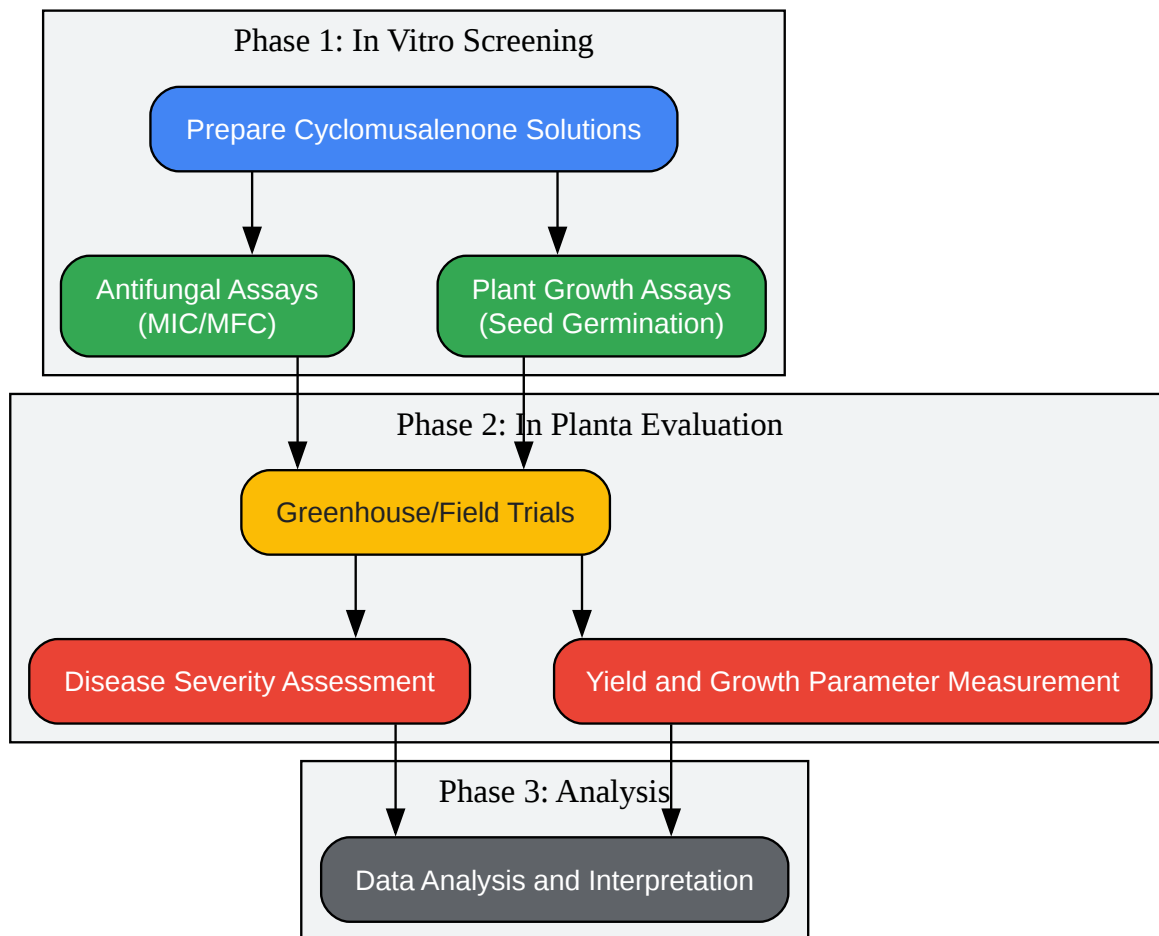 Phase 1: In Vitro Screening
Prepare Cyclomusalenone Solutions
Antifungal Assays
(MIC/MFC)
Plant Growth Assays
(Seed Germination)
Phase 2: In Planta Evaluation
Greenhouse/Field Trials
Disease Severity Assessment
Yield and Growth Parameter Measurement
Phase 3: Analysis
Data Analysis and Interpretation